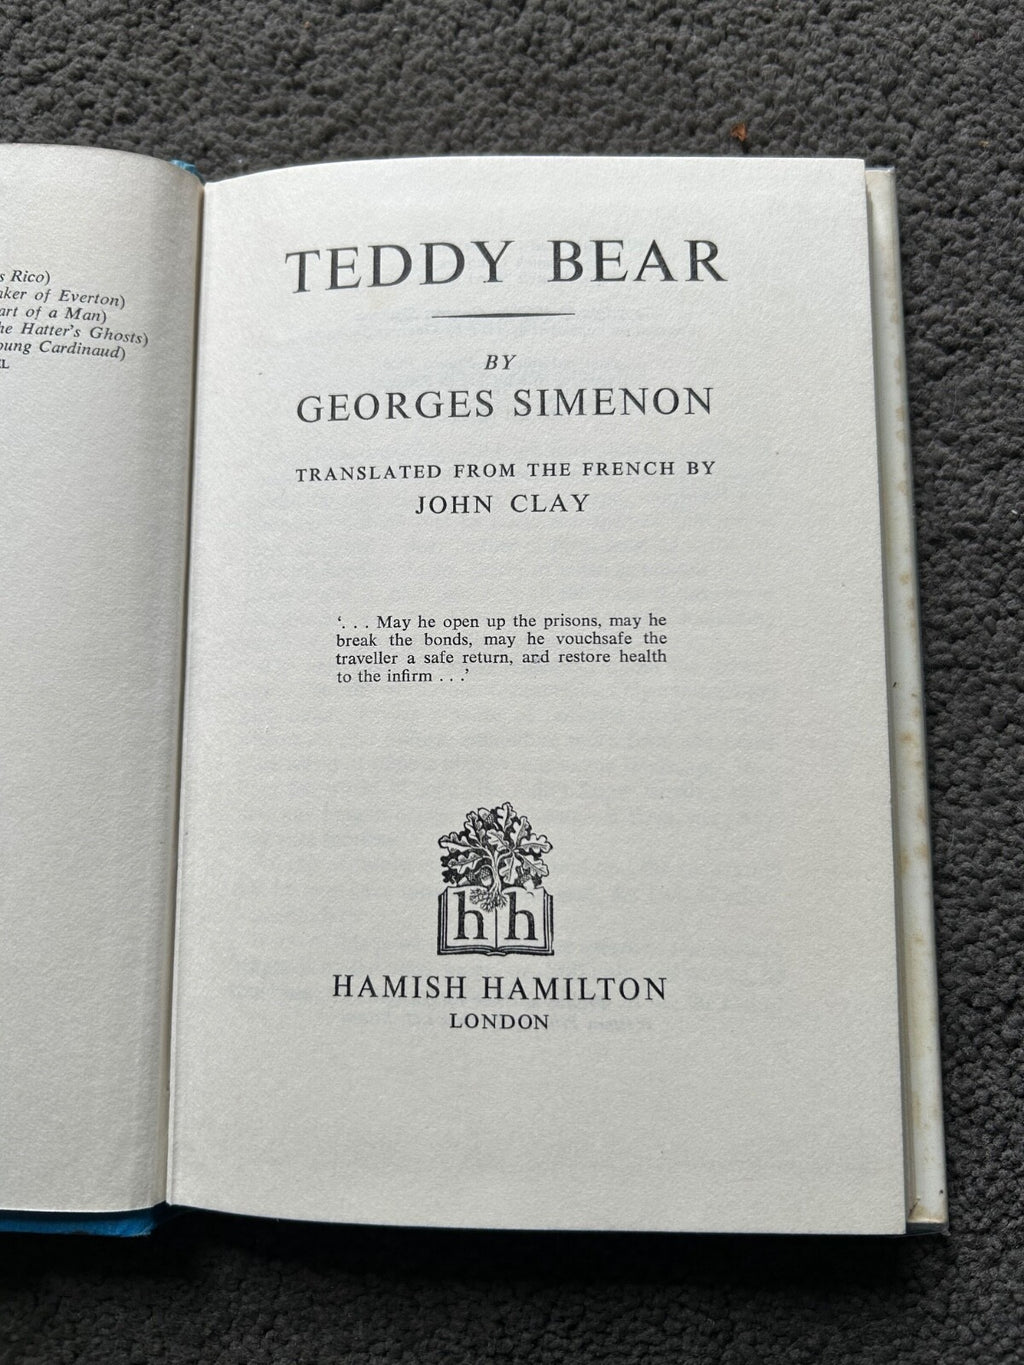 s Rico)
ker of Everton)
art of a Man)
he Hatter's Ghosts)
oung Cardinaud)
EL
TEDDY BEAR
BY
GEORGES SIMENON
TRANSLATED FROM THE FRENCH BY
JOHN CLAY
‘. . . May he open up the prisons, may he
break the bonds, may he vouchsafe the
traveller a safe return, and restore health
to the infirm . . .’
h h
HAMISH HAMILTON
LONDON